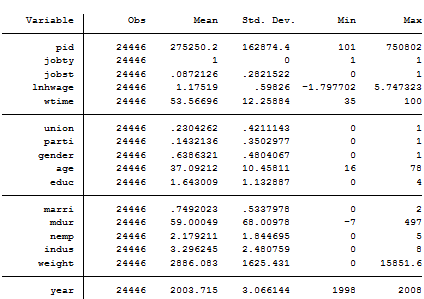 Variable Obs Mean Std. Dev. Min Max
pid 24446 275250.2 162874.4 101 750802
jobty 24446 1 0 1 1
jobst 24446 .0872126 .2821522 0 1
lnhwage 24446 1.17519 .59826 -1.797702 5.747323
wtime 24446 53.56696 12.25884 35 100
union 24446 .2304262 .4211143 0 1
parti 24446 .1432136 .3502977 0 1
gender 24446 .6386321 .4804067 0 1
age 24446 37.09212 10.45811 16 78
educ 24446 1.643009 1.132887 0 4
marri 24446 .7492023 .5337978 0 2
mdur 24446 59.00049 68.00978 -7 497
nemp 24446 2.179211 1.844695 0 5
indus 24446 3.296245 2.480759 0 8
weight 24446 2886.083 1625.431 0 15851.6
year 24446 2003.715 3.066144 1998 2008